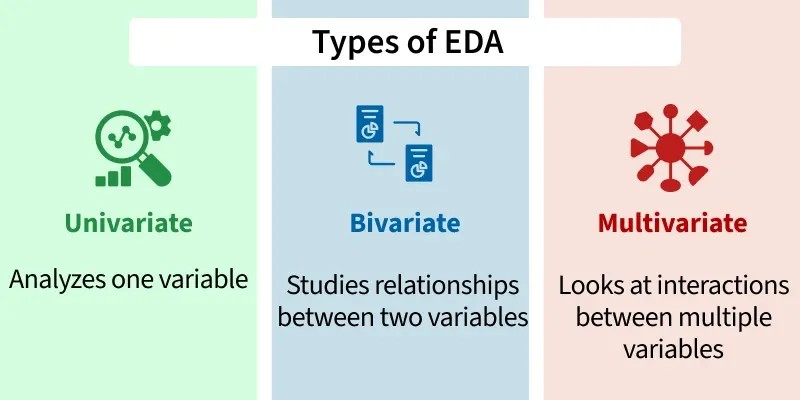 Types of EDA
Univariate
Analyzes one variable
Bivariate
Studies relationships
between two variables
Multivariate
Looks at interactions
between multiple
variables